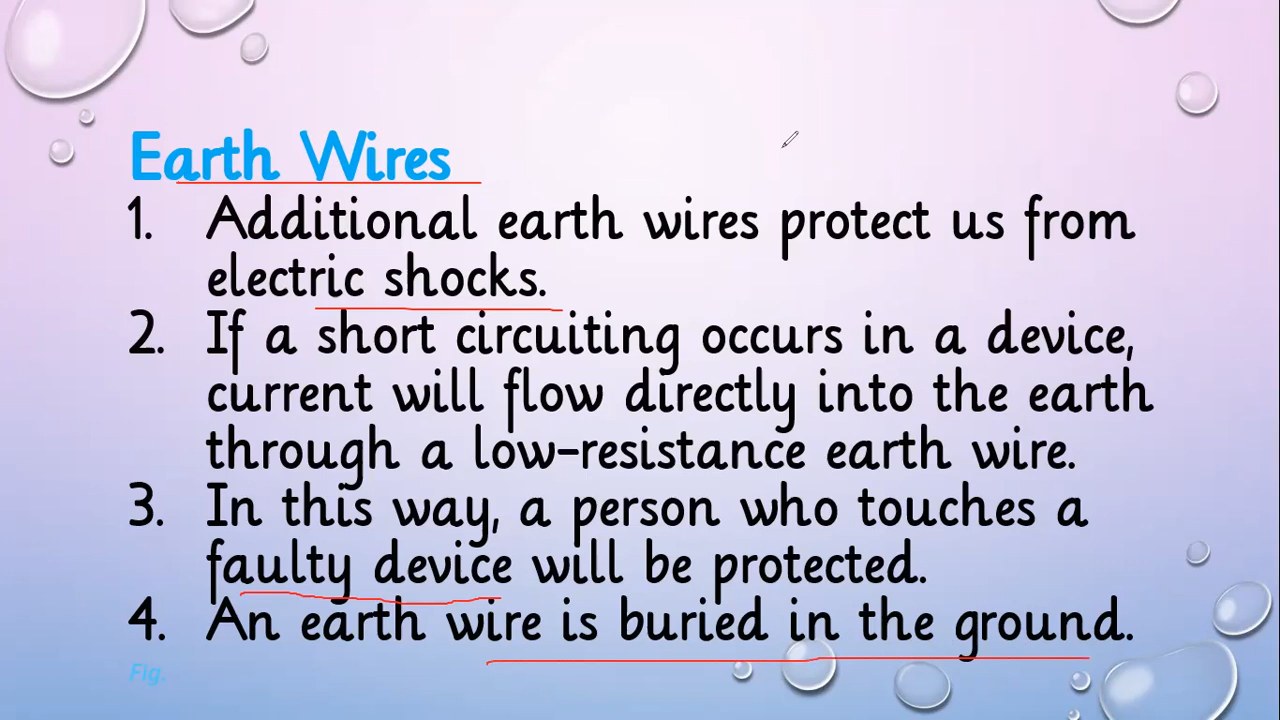 Earth Wires
1. Additional earth wires protect us from
electric shocks.
2. If a short circuiting occurs in a device,
current will flow directly into the earth
through a low-resistance earth wire.
3. In this way, a person who touches a
faulty device will be protected.
4. An earth wire is buried in the ground.
Fig.